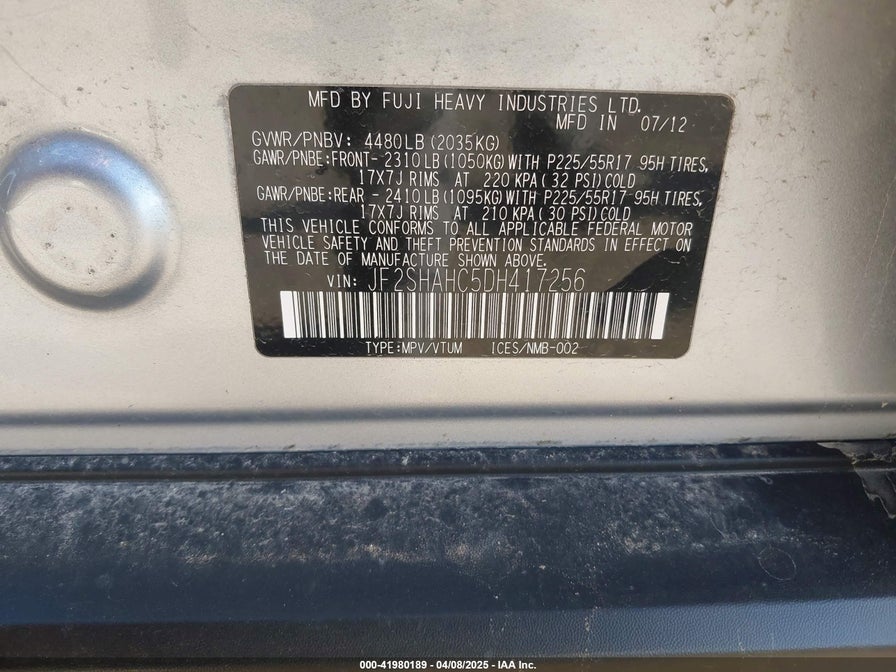 MFD BY FUJI HEAVY INDUSTRIES LTD.
MFD IN 07/12
GVWR/PNBV: 4480LB(2035KG)
GAWR/PNBE:FRONT- 2310LB(1050KG)WITH P225/55R17 95H TIRES,
17X7J RIMS AT 220 KPA( 32 PSI)COLD
GAWR/PNBE:REAR - 2410LB(1095KG)WITH P225/55R17 95H TIRES,
17X7J RIMS AT 210 KPA( 30 PSI)COLD
THIS VEHICLE CONFORMS TO ALL APPLICABLE FEDERAL MOTOR
VEHICLE SAFETY AND THEFT PREVENTION STANDARDS IN EFFECT ON
THE DATE OF MANUFACTURE SHOWN ABOVE.
VIN: JF2SHAHC5DH417256
TYPE:MPV/VTUM ICES/NMB-002
000-41980189 - 04/08/2025 - IAA Inc.